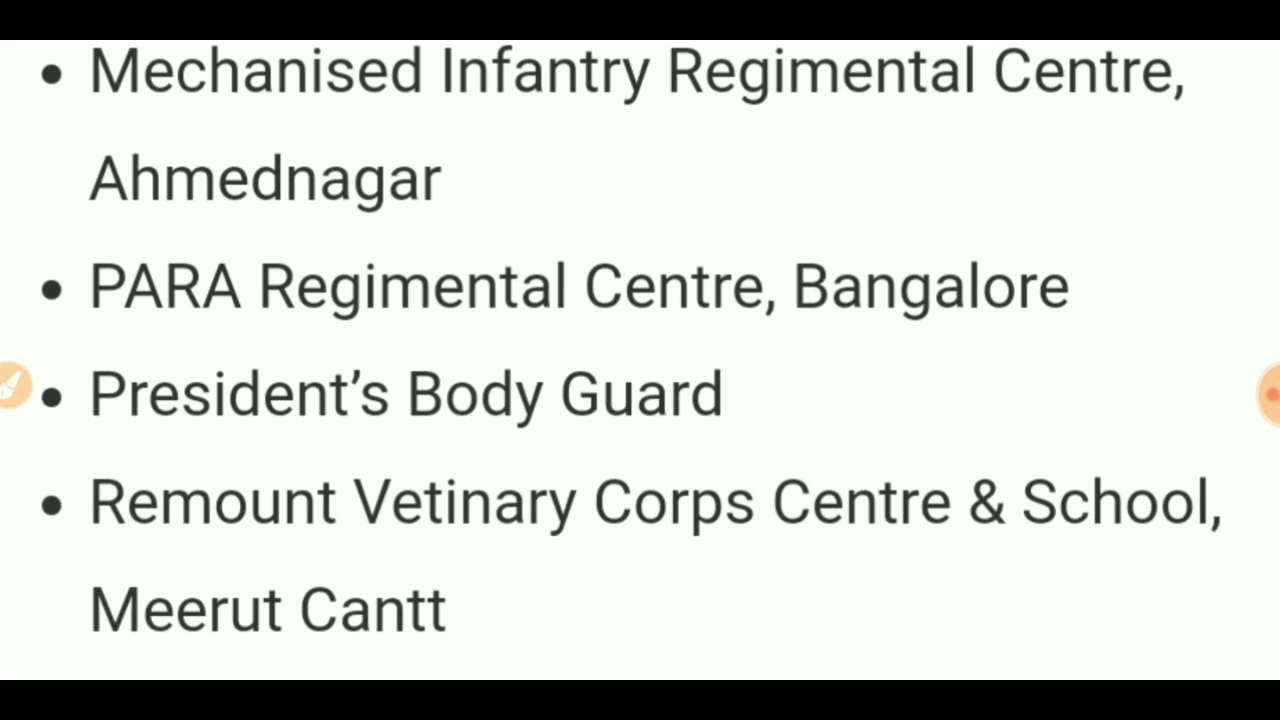 • Mechanised Infantry Regimental Centre,
Ahmednagar
• PARA Regimental Centre, Bangalore
• President’s Body Guard
• Remount Vetinary Corps Centre & School,
Meerut Cantt